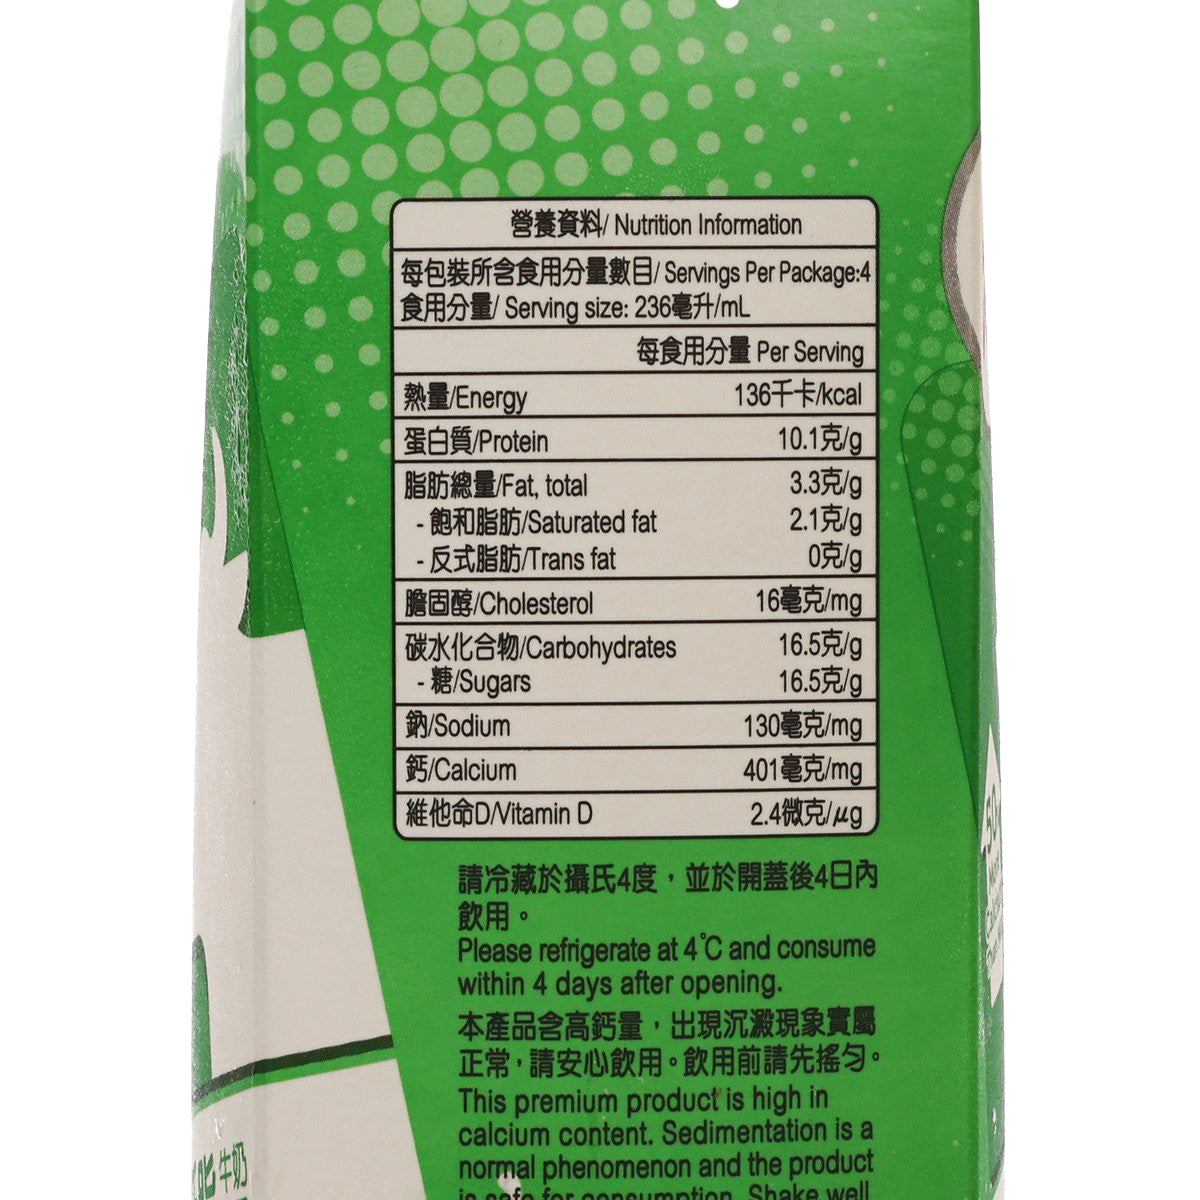 營養資料/ Nutrition Information
每包裝所含食用分量數目/ Servings Per Package:4
食用分量/ Serving size: 236毫升/mL
每食用分量 Per Serving
熱量/Energy 136千卡/kcal
蛋白質/Protein 10.1克/g
脂肪總量/Fat, total 3.3克/g
- 飽和脂肪/Saturated fat 2.1克/g
- 反式脂肪/Trans fat 0克/g
膽固醇/Cholesterol 16毫克/mg
碳水化合物/Carbohydrates 16.5克/g
- 糖/Sugars 16.5克/g
鈉/Sodium 130毫克/mg
鈣/Calcium 401毫克/mg
維他命D/Vitamin D 2.4微克/μg
請冷藏於攝氏4度，並於開蓋後4日內
飲用。
Please refrigerate at 4℃ and consume
within 4 days after opening.
本產品含高鈣量，出現沉澱現象實屬
正常，請安心飲用。飲用前請先搖勻。
This premium product is high in
calcium content. Sedimentation is a
normal phenomenon and the product
is safe for consumption. Shake well
牛奶
50